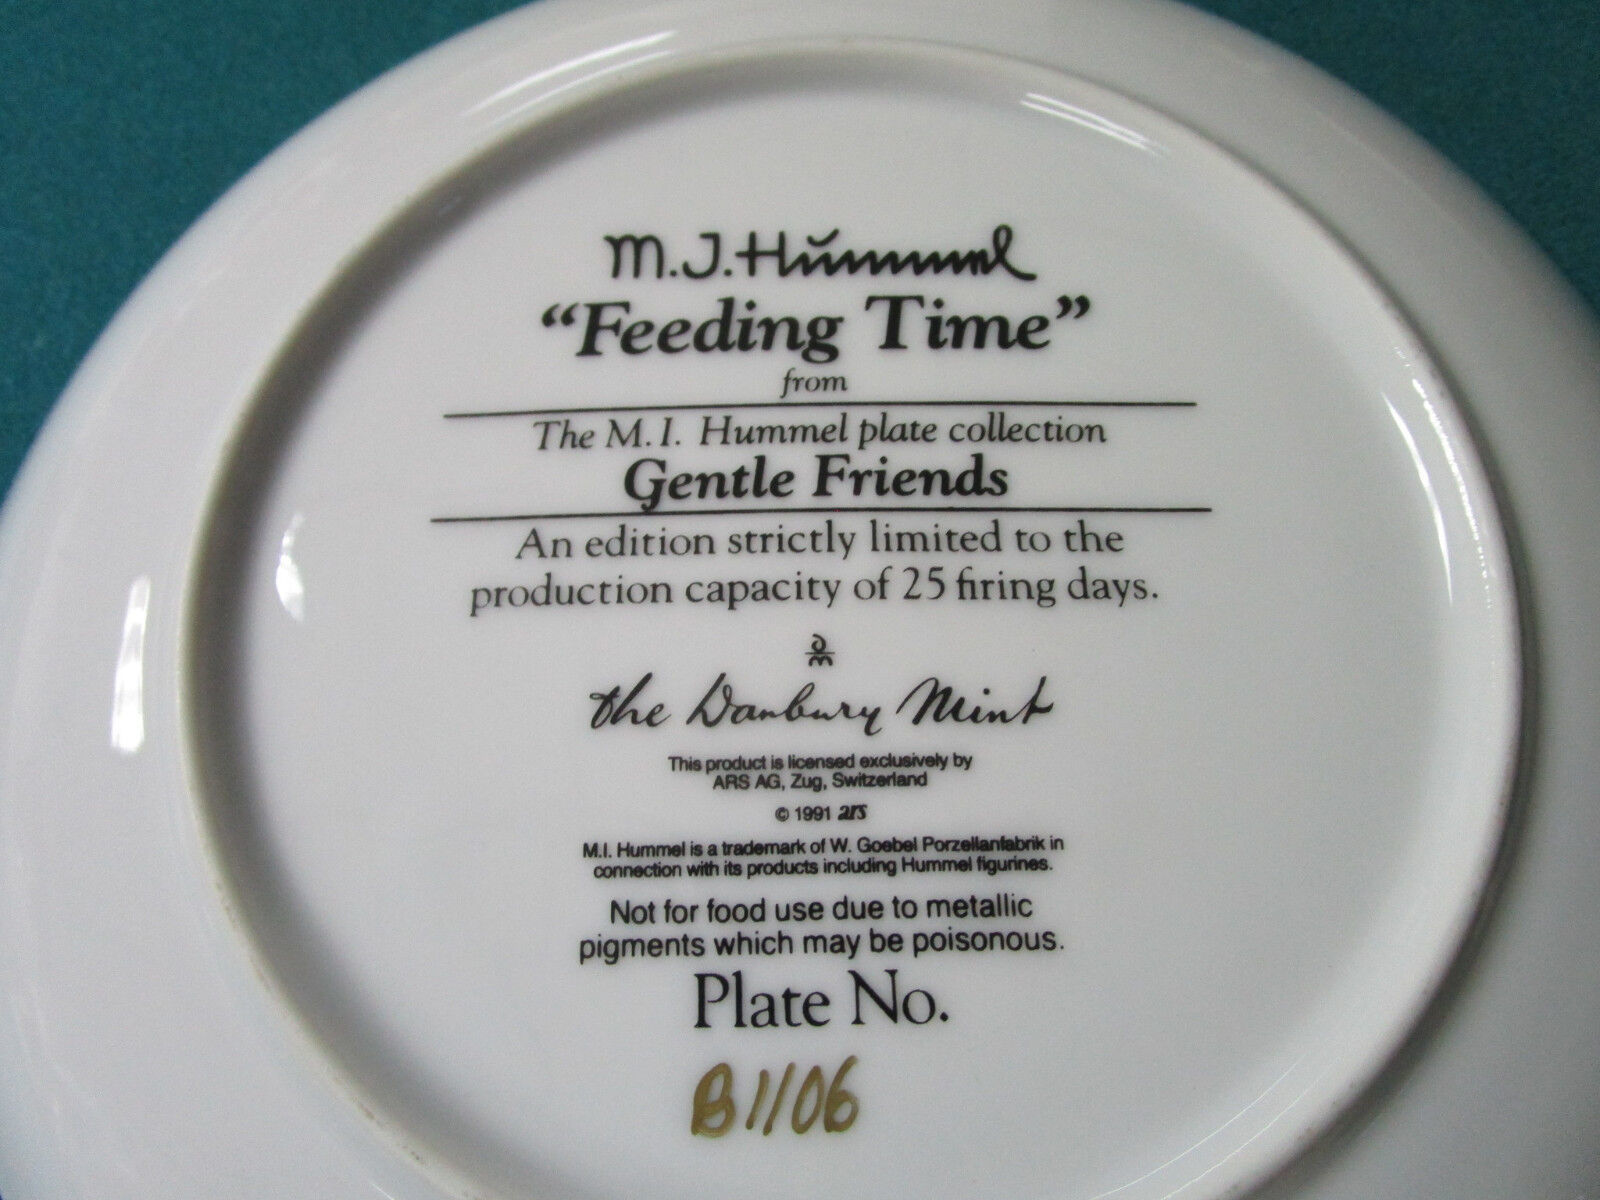 M.J. Hummel
“Feeding Time”
from
The M.I. Hummel plate collection
Gentle Friends
An edition strictly limited to the
production capacity of 25 firing days.
DM
the Danbury Mint
This product is licensed exclusively by
ARS AG, Zug, Switzerland
© 1991 ars
M.I. Hummel is a trademark of W. Goebel Porzellanfabrik in
connection with its products including Hummel figurines.
Not for food use due to metallic
pigments which may be poisonous.
Plate No.
B1106